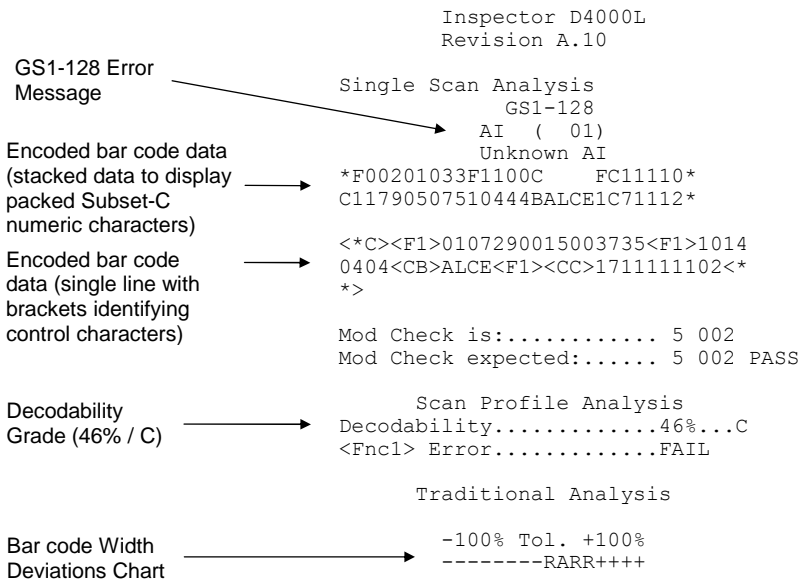 Inspector D4000L
Revision A.10
GS1-128 Error
Message
Single Scan Analysis
GS1-128
AI ( 01)
Unknown AI
Encoded bar code data
(stacked data to display
packed Subset-C
numeric characters)
*F00201033F1100C FC11110*
C11790507510444BALCE1C71112*
Encoded bar code
data (single line with
brackets identifying
control characters)
<*C><F1>0107290015003735<F1>1014
0404<CB>ALCE<F1><CC>1711111102<*
*>
Mod Check is:............ 5 002
Mod Check expected:...... 5 002 PASS
Scan Profile Analysis
Decodability
Grade (46% / C)
Decodability.............46%...C
<Fnc1> Error.............FAIL
Traditional Analysis
Bar code Width
Deviations Chart
-100% Tol. +100%
--------RARR++++